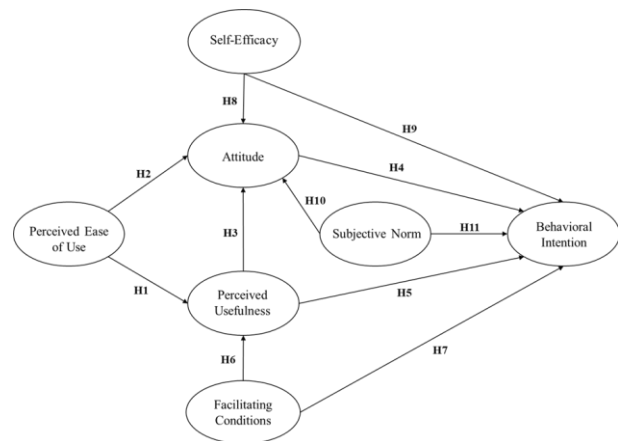 Self-Efficacy
H8
H9
Attitude
H2
H4
H10
Perceived Ease
of Use
H3
Subjective Norm
H11
Behavioral
Intention
H1
Perceived
Usefulness
H5
H6
H7
Facilitating
Conditions